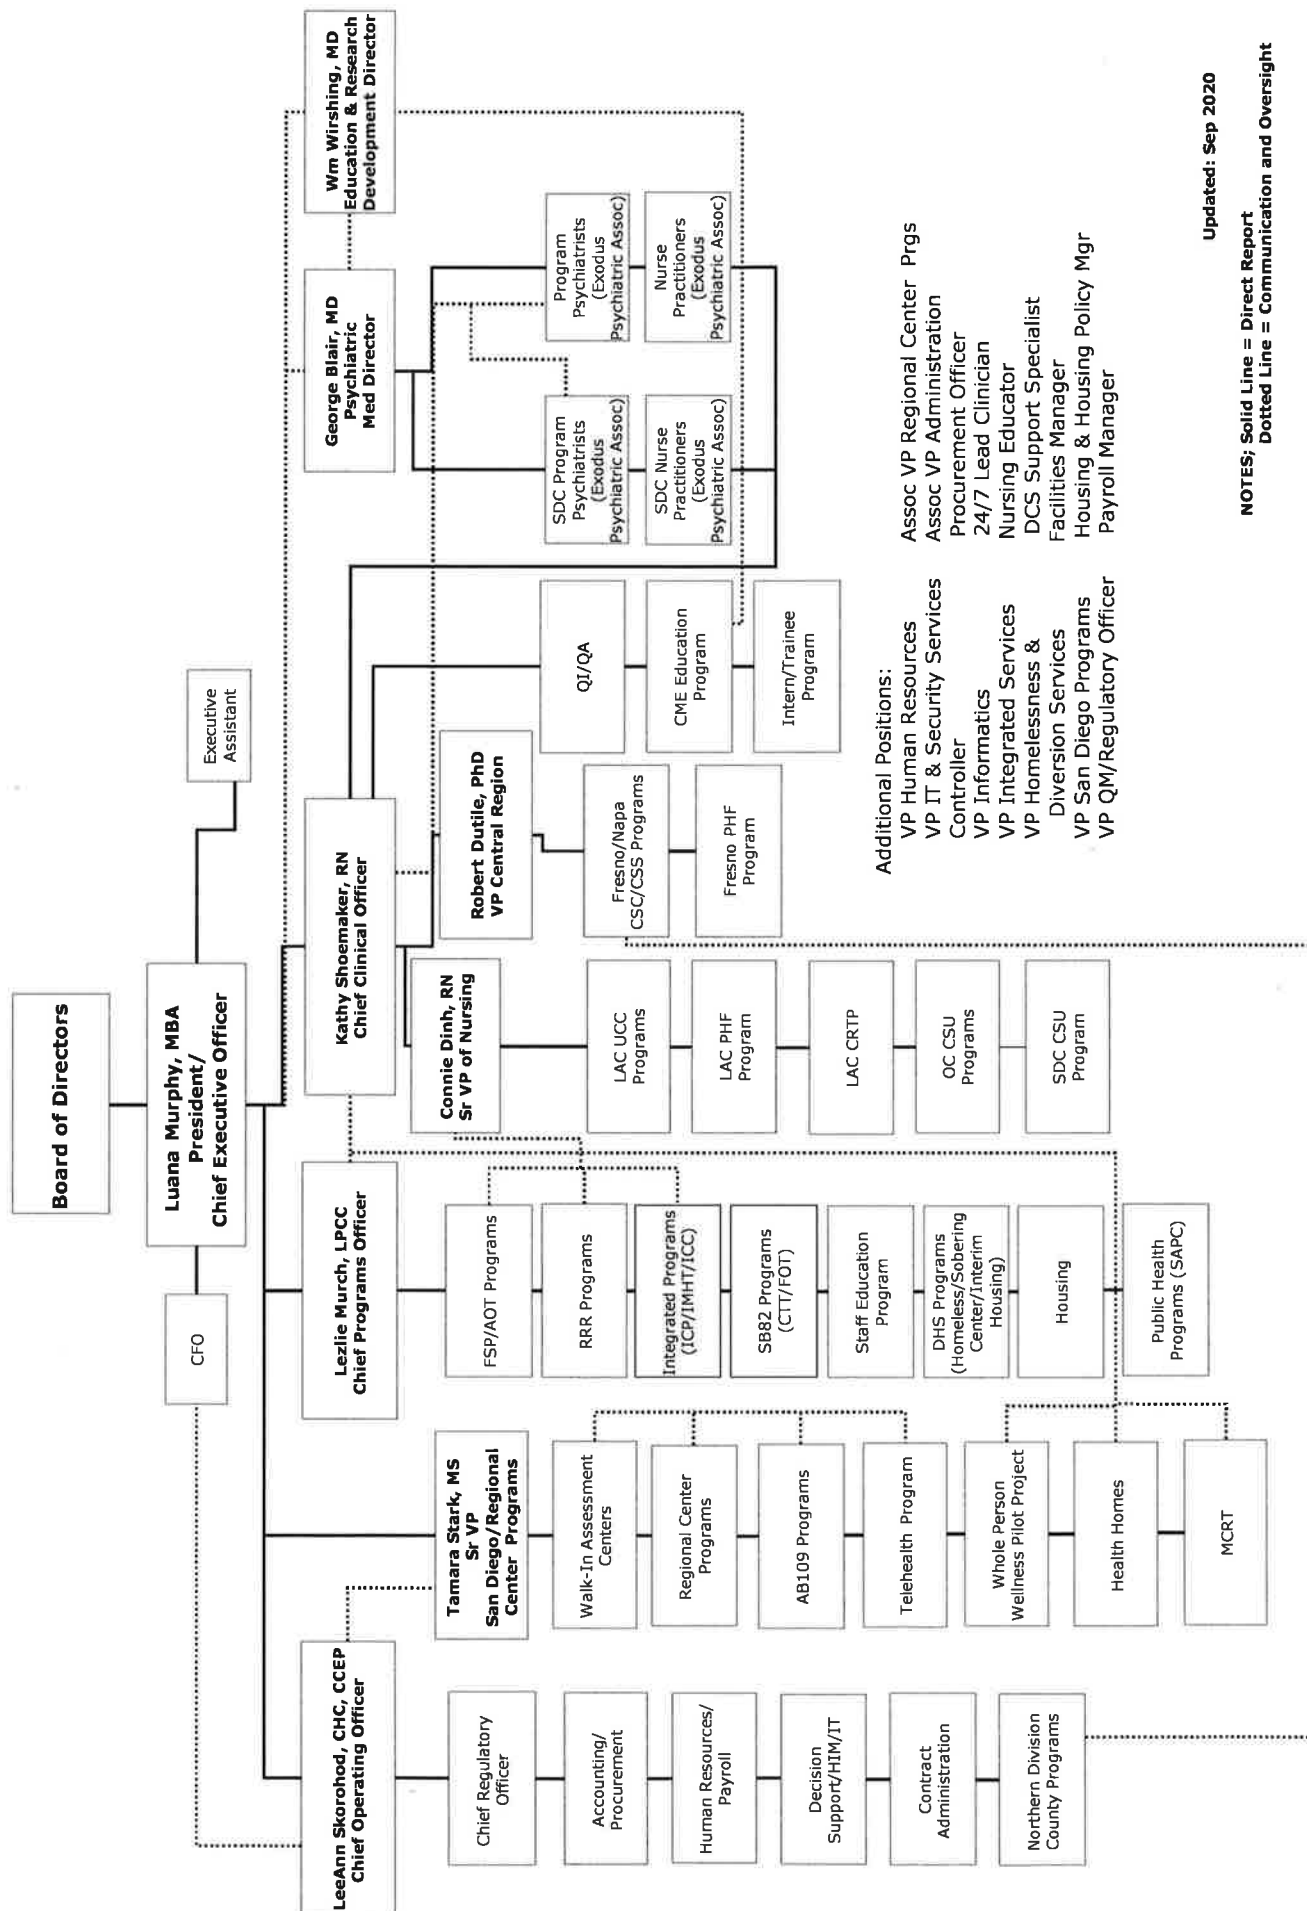 Board of Directors
Luana Murphy, MBA
President/
Chief Executive Officer
CFO
Executive
Assistant
LeeAnn Skorohod, CHC, CCEP
Chief Operating Officer
Chief Regulatory
Officer
Accounting/
Procurement
Human Resources/
Payroll
Decision
Support/HIM/IT
Contract
Administration
Northern Division
County Programs
Tamara Stark, MS
Sr VP
San Diego/Regional
Center Programs
Walk-In Assessment
Centers
Regional Center
Programs
AB109 Programs
Telehealth Program
Whole Person
Wellness Pilot Project
Health Homes
MCRT
Lezlie Murch, LPCC
Chief Programs Officer
FSP/AOT Programs
RRR Programs
Integrated Programs
(ICP/IMHT/ICC)
SB82 Programs
(CTT/FOT)
Staff Education
Program
DHS Programs
(Homeless/Sobering
Center/Interim
Housing)
Housing
Public Health
Programs (SAPC)
Kathy Shoemaker, RN
Chief Clinical Officer
Connie Dinh, RN
Sr VP of Nursing
LAC UCC
Programs
LAC PHF
Program
LAC CRTP
OC CSU
Programs
SDC CSU
Program
Robert Dutile, PhD
VP Central Region
Fresno/Napa
CSC/CSS Programs
Fresno PHF
Program
QI/QA
CME Education
Program
Intern/Trainee
Program
George Blair, MD
Psychiatric
Med Director
SDC Program
Psychiatrists
(Exodus
Psychiatric Assoc)
SDC Nurse
Practitioners
(Exodus
Psychiatric Assoc)
Program
Psychiatrists
(Exodus
Psychiatric Assoc)
Nurse
Practitioners
(Exodus
Psychiatric Assoc)
Wm Wirshing, MD
Education & Research
Development Director
Additional Positions:
VP Human Resources
VP IT & Security Services
Controller
VP Informatics
VP Integrated Services
VP Homelessness &
Diversion Services
VP San Diego Programs
VP QM/Regulatory Officer
Assoc VP Regional Center Prgs
Assoc VP Administration
Procurement Officer
24/7 Lead Clinician
Nursing Educator
DCS Support Specialist
Facilities Manager
Housing & Housing Policy Mgr
Payroll Manager
Updated: Sep 2020
NOTES; Solid Line = Direct Report
Dotted Line = Communication and Oversight